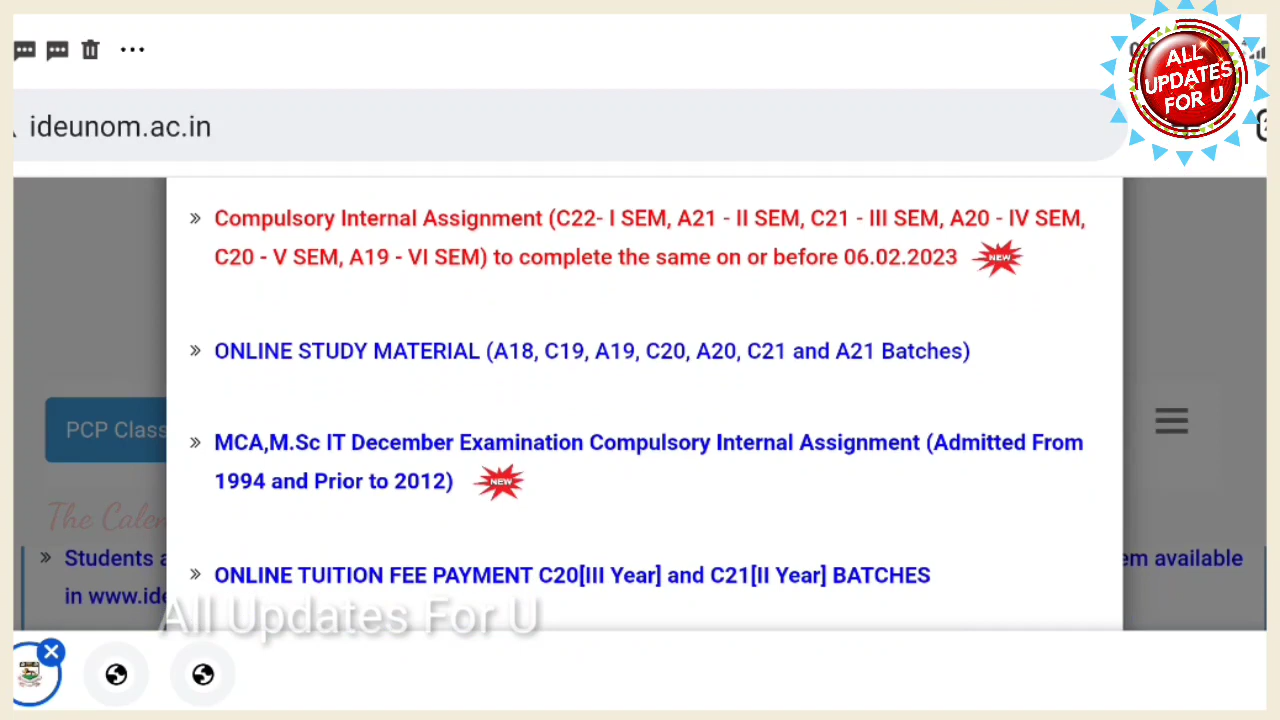 ALL
UPDATES
FOR U
ideunom.ac.in
» Compulsory Internal Assignment (C22- I SEM, A21 - II SEM, C21 - III SEM, A20 - IV SEM,
C20 - V SEM, A19 - VI SEM) to complete the same on or before 06.02.2023 NEW
» ONLINE STUDY MATERIAL (A18, C19, A19, C20, A20, C21 and A21 Batches)
PCP Class
» MCA,M.Sc IT December Examination Compulsory Internal Assignment (Admitted From
1994 and Prior to 2012) NEW
The Calen
» Students a
em available
» ONLINE TUITION FEE PAYMENT C20[III Year] and C21[II Year] BATCHES
in www.ide
All Updates For U